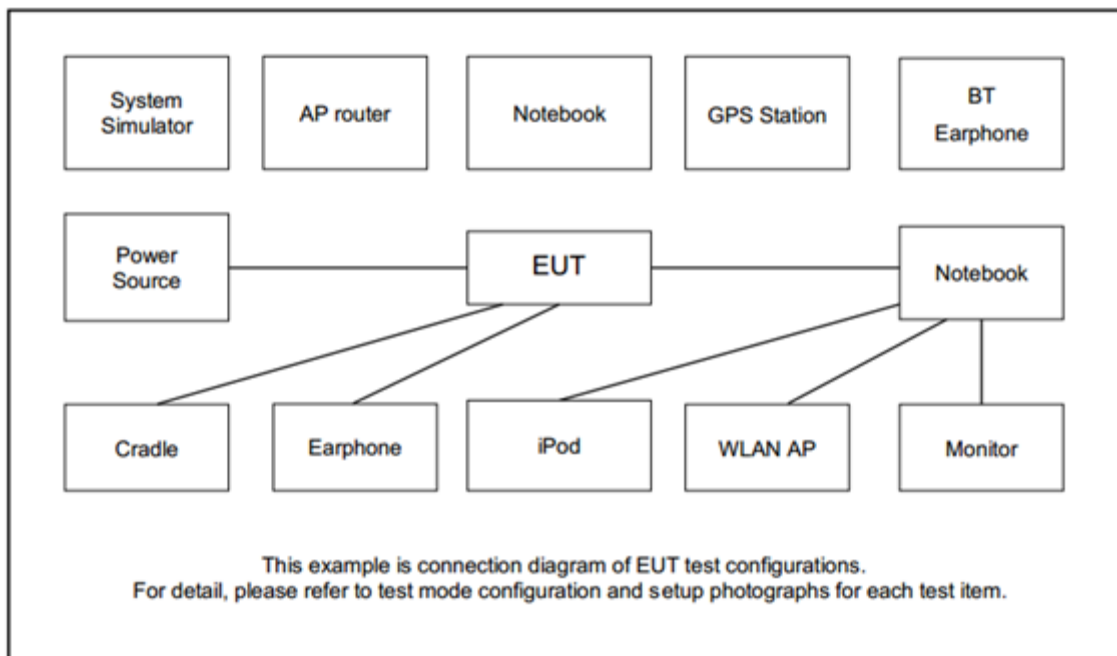 System
Simulator
AP router
Notebook
GPS Station
BT
Earphone
Power
Source
EUT
Notebook
Cradle
Earphone
iPod
WLAN AP
Monitor
This example is connection diagram of EUT test configurations.
For detail, please refer to test mode configuration and setup photographs for each test item.